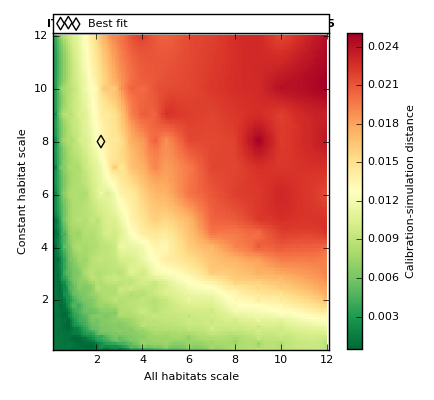 Best fit
12
10
8
6
4
2
Constant habitat scale
2 4 6 8 10 12
All habitats scale
0.024
0.021
0.018
0.015
0.012
0.009
0.006
0.003
Calibration-simulation distance